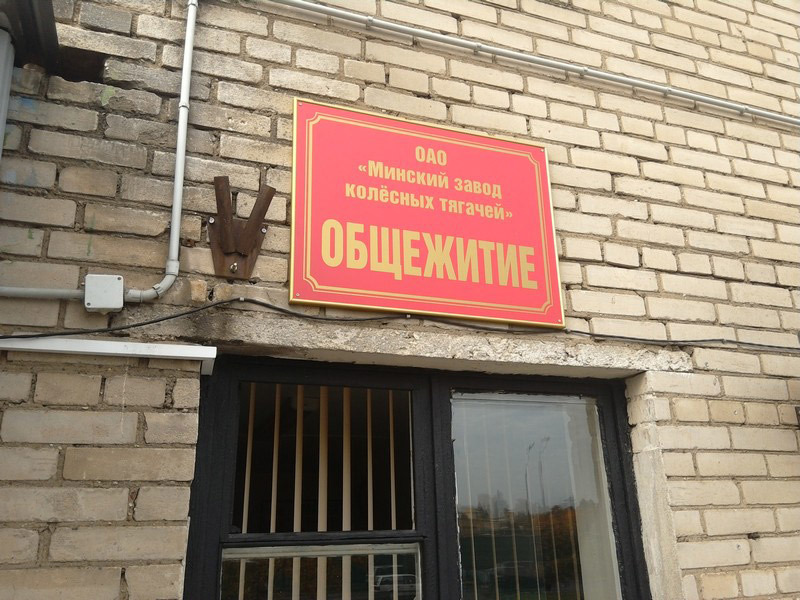 ОАО
«Минский завод
колёсных тягачей»
ОБЩЕЖИТИЕ